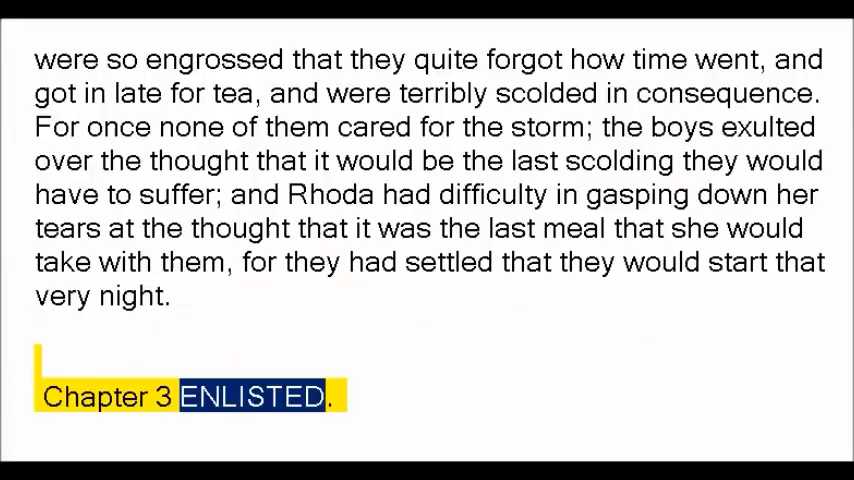 were so engrossed that they quite forgot how time went, and
got in late for tea, and were terribly scolded in consequence.
For once none of them cared for the storm; the boys exulted
over the thought that it would be the last scolding they would
have to suffer; and Rhoda had difficulty in gasping down her
tears at the thought that it was the last meal that she would
take with them, for they had settled that they would start that
very night.
Chapter 3 ENLISTED.